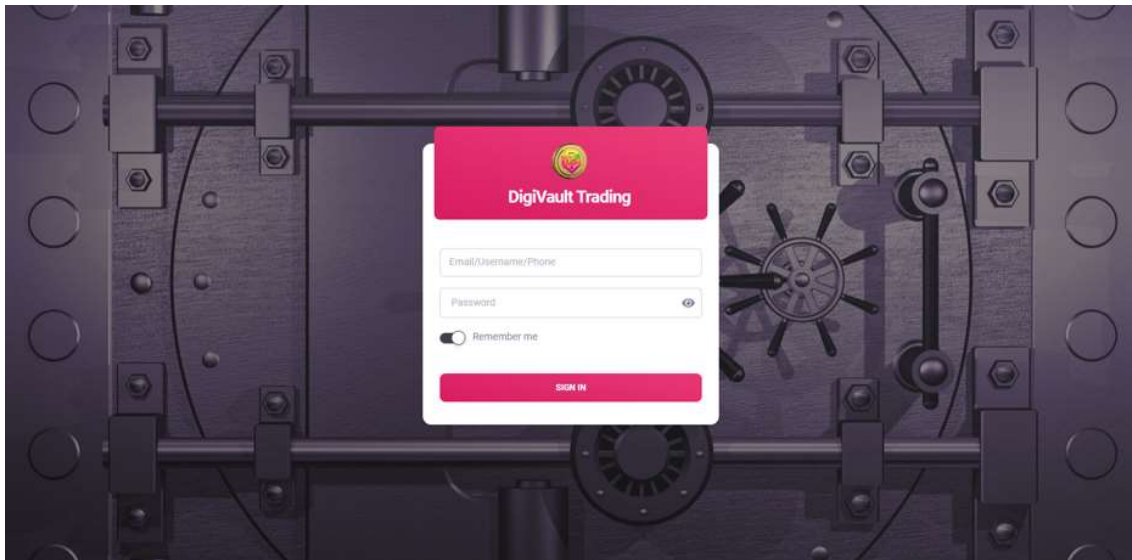 DigiVault Trading
Email/Username/Phone
Password
Remember me
SIGN IN